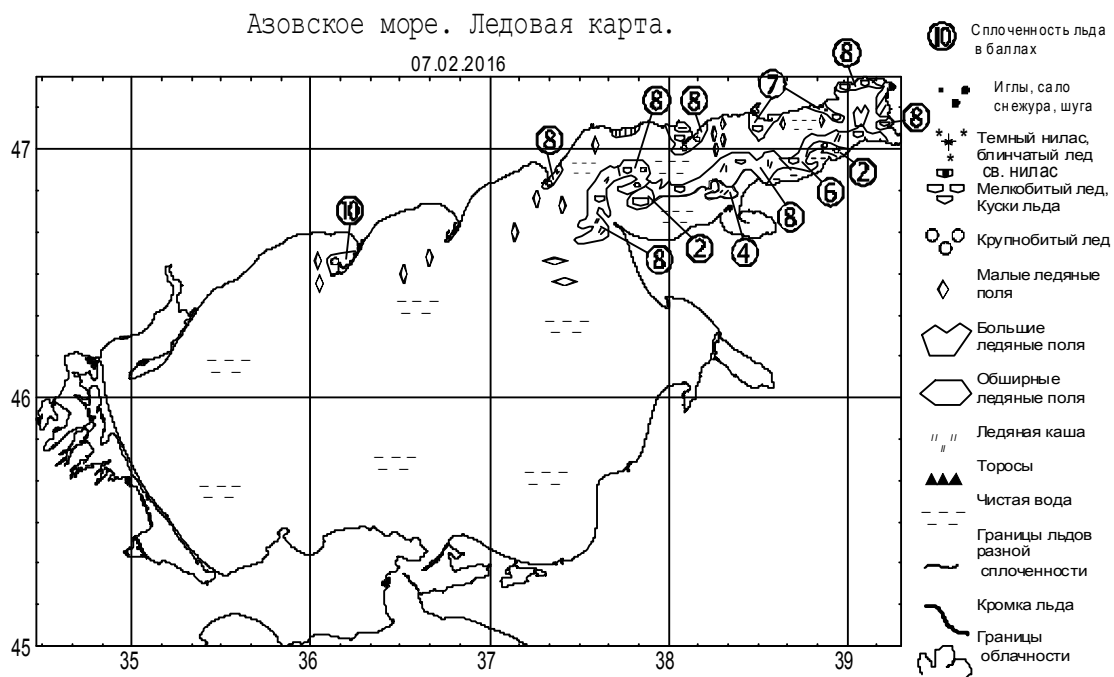 Азовское море. Ледовая карта.
07.02.2016
10
Сплоченность льда
в баллах
Иглы, сало
снежура, шуга
Темный нилас,
блинчатый лед
св. нилас
Мелкобитый лед,
Куски льда
Крупнобитый лед
Малые ледяные
поля
Большие
ледяные поля
Обширные
ледяные поля
Ледяная каша
Торосы
Чистая вода
Границы льдов
разной
сплоченности
Кромка льда
Границы
облачности
8
7
8
8
8
8
47
2
6
10
8
8
2
4
46
45
35
36
37
38
39